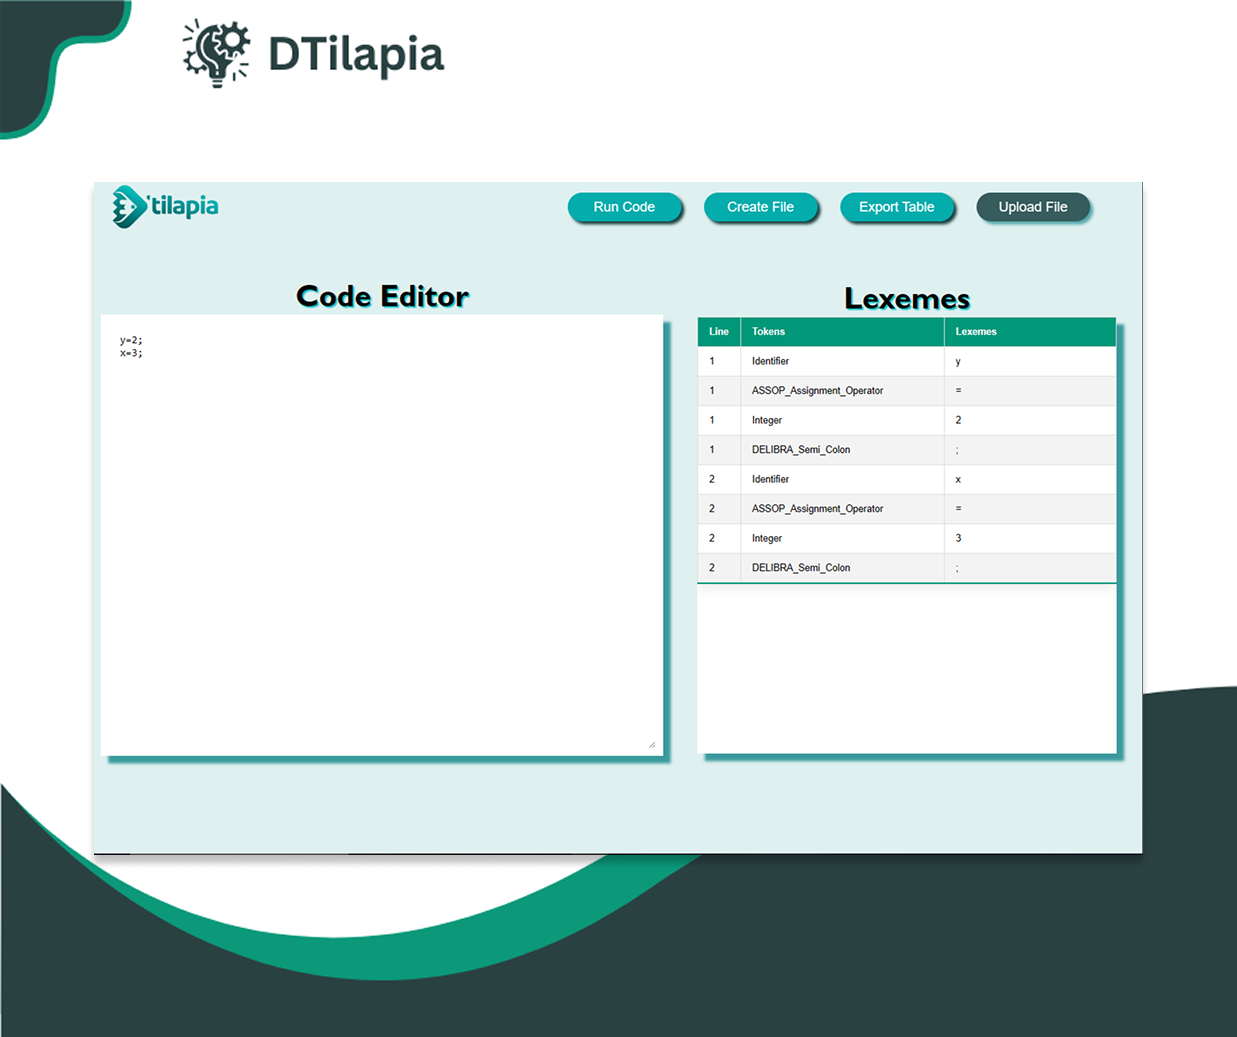 DTilapia
'tilapia
Run Code Create File Export Table Upload File
Code Editor
y=2;
x=3;
Lexemes
Line Tokens Lexemes
1 Identifier y
1 ASSOP_Assignment_Operator =
1 Integer 2
1 DELIBRA_Semi_Colon ;
2 Identifier x
2 ASSOP_Assignment_Operator =
2 Integer 3
2 DELIBRA_Semi_Colon ;